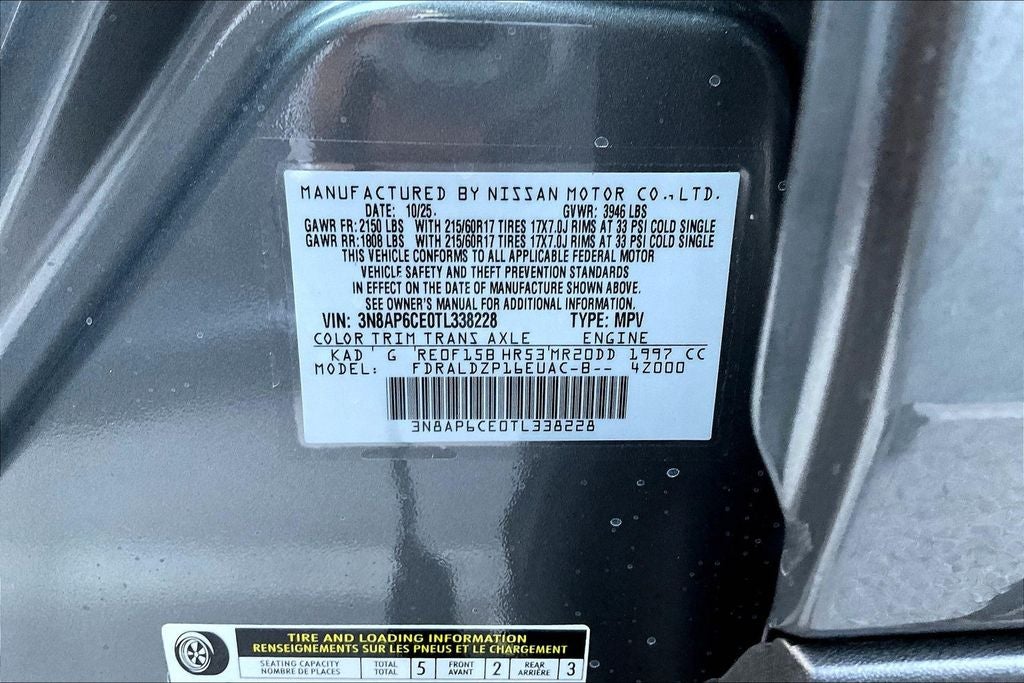 MANUFACTURED BY NISSAN MOTOR CO.,LTD.
DATE: 10/25. GVWR: 3946 LBS
GAWR FR: 2150 LBS WITH 215/60R17 TIRES 17X7.0J RIMS AT 33 PSI COLD SINGLE
GAWR RR: 1808 LBS WITH 215/60R17 TIRES 17X7.0J RIMS AT 33 PSI COLD SINGLE
THIS VEHICLE CONFORMS TO ALL APPLICABLE FEDERAL MOTOR
VEHICLE SAFETY AND THEFT PREVENTION STANDARDS
IN EFFECT ON THE DATE OF MANUFACTURE SHOWN ABOVE.
SEE OWNER'S MANUAL FOR ADDITIONAL INFORMATION.
VIN: 3N8AP6CE0TL338228 TYPE: MPV
COLOR TRIM TRANS AXLE ENGINE
KAD G RE0F15B HR53 MR20DD 1997 CC
MODEL: FDRALDZP16EUAC-B-- 4Z000
3N8AP6CE0TL338228
TIRE AND LOADING INFORMATION
RENSEIGNEMENTS SUR LES PNEUS ET LE CHARGEMENT
SEATING CAPACITY TOTAL 5 FRONT 2 REAR 3
NOMBRE DE PLACES TOTAL AVANT ARRIÈRE